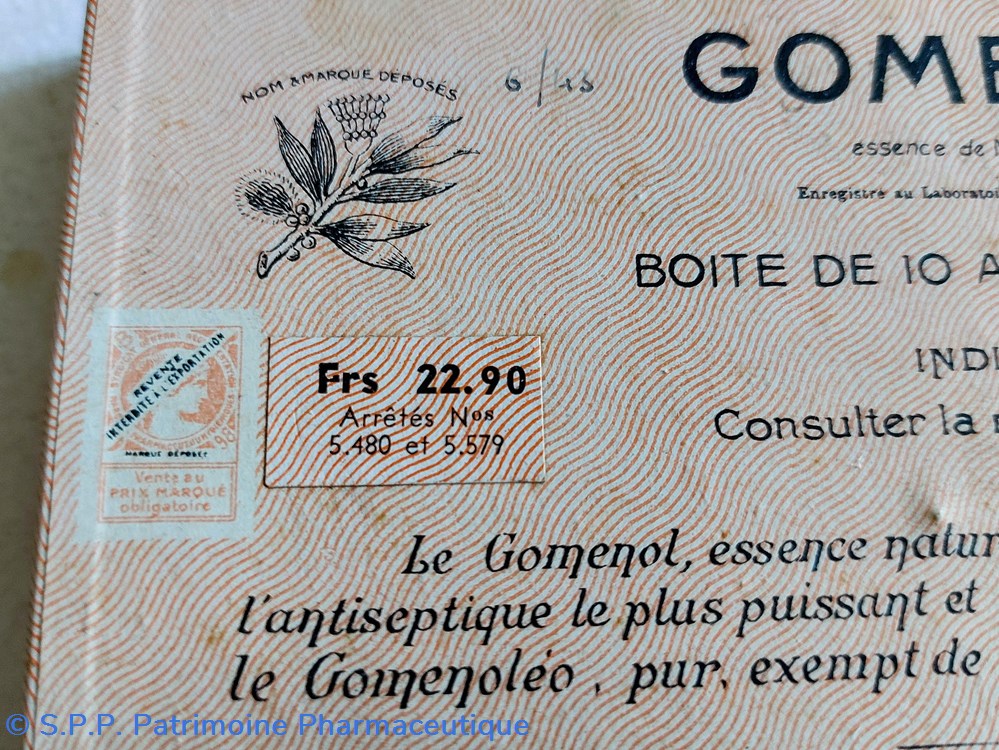 NOM & MARQUE DÉPOSÉS
6/45
GOME
essence de
Enregistré au Laborato
BOITE DE 10 A
INDI
Consulter la
REVENTE
INTERDITE A L'EXPORTATION
MARQUE DÉPOSÉE
Vente au
PRIX MARQUÉ
obligatoire
Frs 22.90
Arrêtés Nos
5.480 et 5.579
Le Gomenol, essence natur
l'antiseptique le plus puissant et
le Gomenoléo, pur, exempt de
© S.P.P. Patrimoine Pharmaceutique